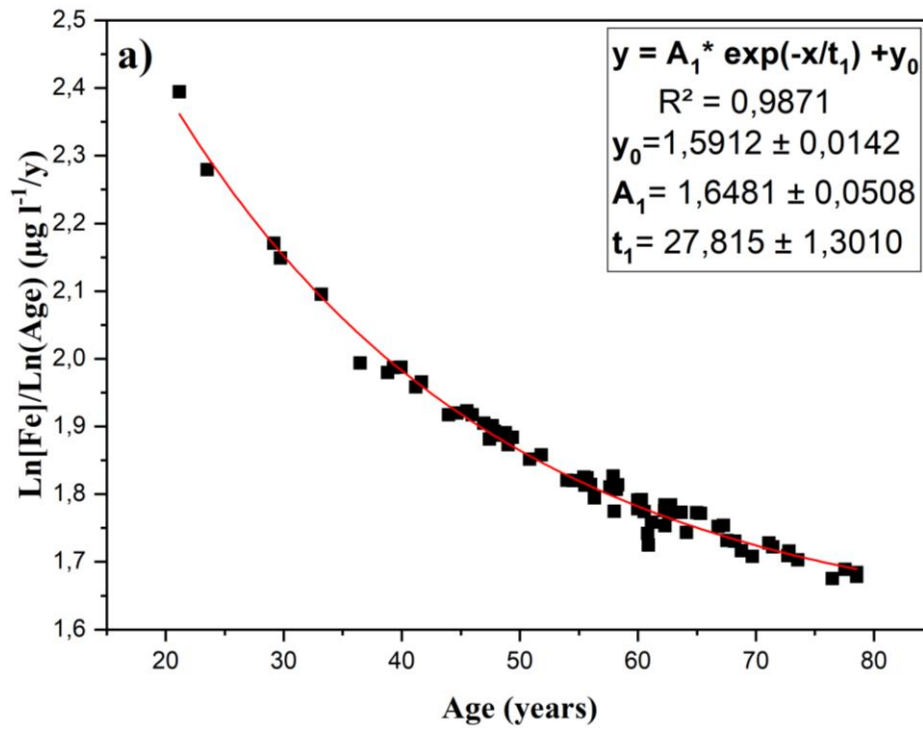 a)
y = A₁* exp(-x/t₁) +y₀
R² = 0,9871
y₀=1,5912 ± 0,0142
A₁= 1,6481 ± 0,0508
t₁= 27,815 ± 1,3010
Ln[Fe]/Ln(Age) (µg l⁻¹/y)
2,5
2,4
2,3
2,2
2,1
2,0
1,9
1,8
1,7
1,6
20 30 40 50 60 70 80
Age (years)